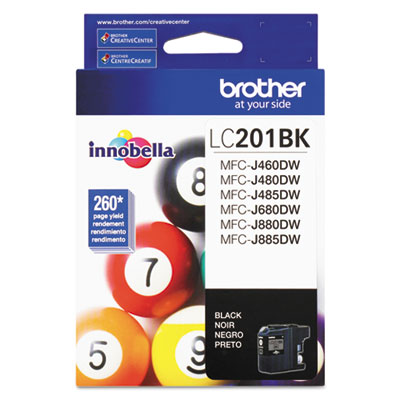 www.brother.com/creativecenter
brother
CREATIVECENTER
brother
CENTRECRÉATIF
brother
at your side
innobella
LC201BK
MFC-J460DW
MFC-J480DW
MFC-J485DW
MFC-J680DW
MFC-J880DW
MFC-J885DW
260*
page yield
rendement
rendimiento
rendimento
8
7
3
5
9
BLACK
NOIR
NEGRO
PRETO